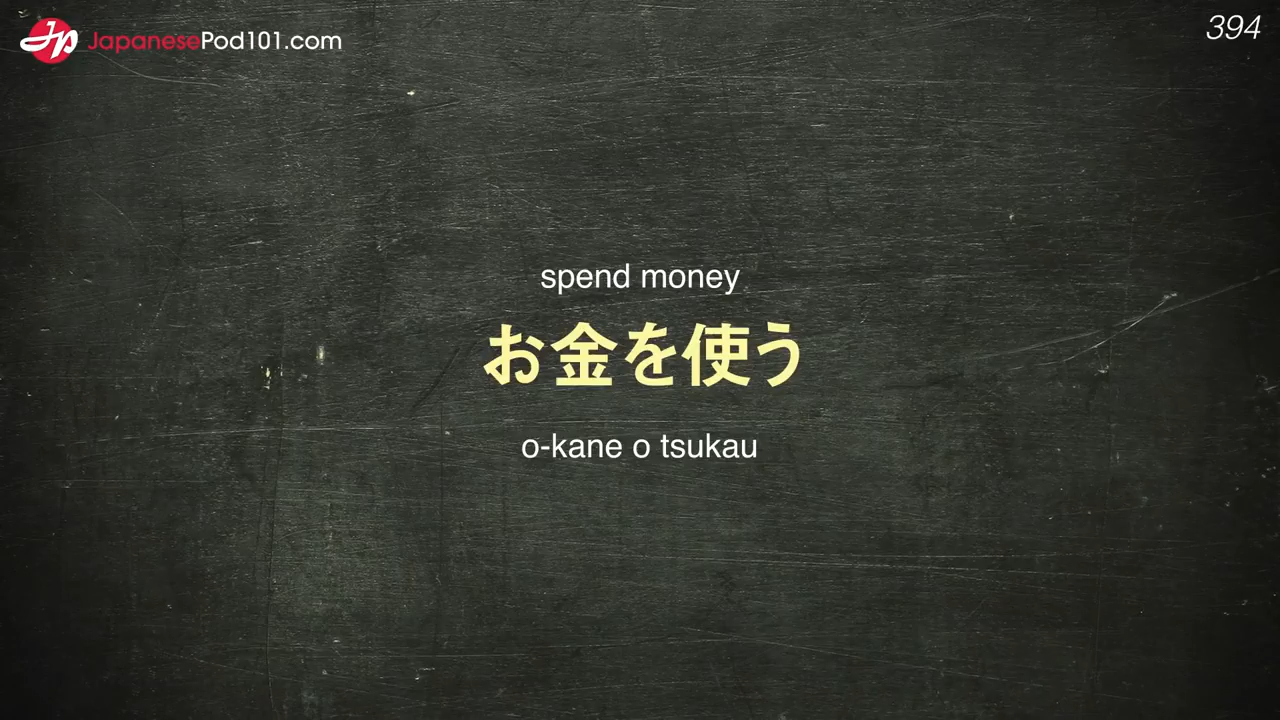 JapanesePod101.com
394
spend money
お金を使う
o-kane o tsukau